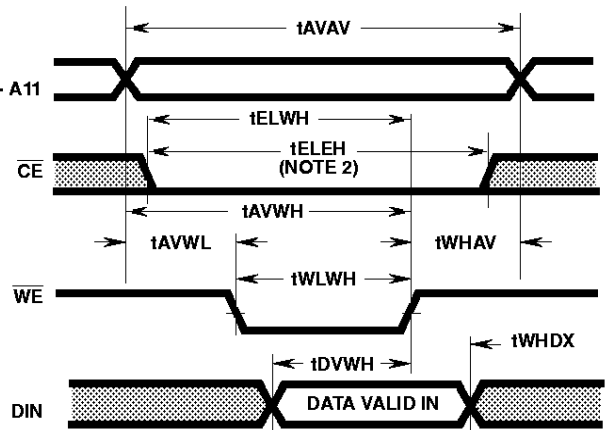 tAVAV
- A11
tELWH
tELEH
(NOTE 2)
CE
tAVWH
tAVWL
tWHAV
tWLWH
WE
tWHDX
tDVWH
DATA VALID IN
DIN